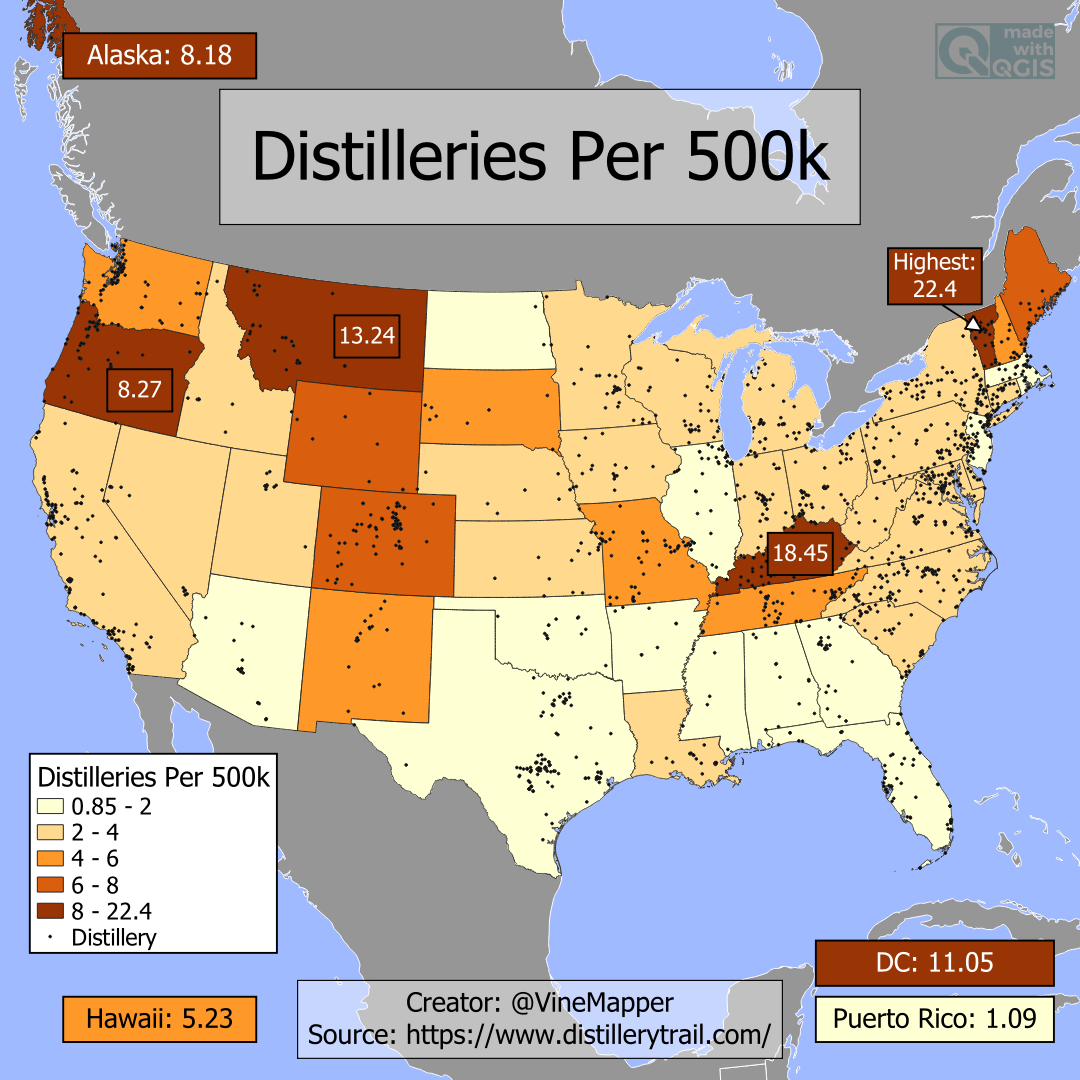 Alaska: 8.18
made
with
QGIS
Distilleries Per 500k
Highest:
22.4
13.24
8.27
18.45
Distilleries Per 500k
0.85 - 2
2 - 4
4 - 6
6 - 8
8 - 22.4
Distillery
DC: 11.05
Hawaii: 5.23
Creator: @VineMapper
Source: https://www.distillerytrail.com/
Puerto Rico: 1.09